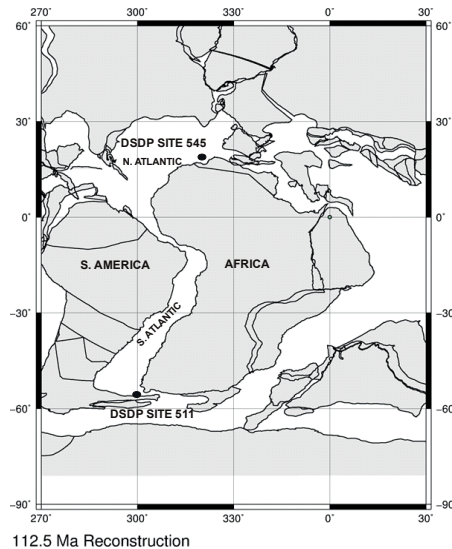 270° 300° 330° 0° 30°
60° 60°
30° 30°
DSDP SITE 545
N. ATLANTIC
0° 0°
S. AMERICA AFRICA
S. ATLANTIC
−30° −30°
−60° −60°
DSDP SITE 511
−90° −90°
270° 300° 330° 0° 30°
112.5 Ma Reconstruction